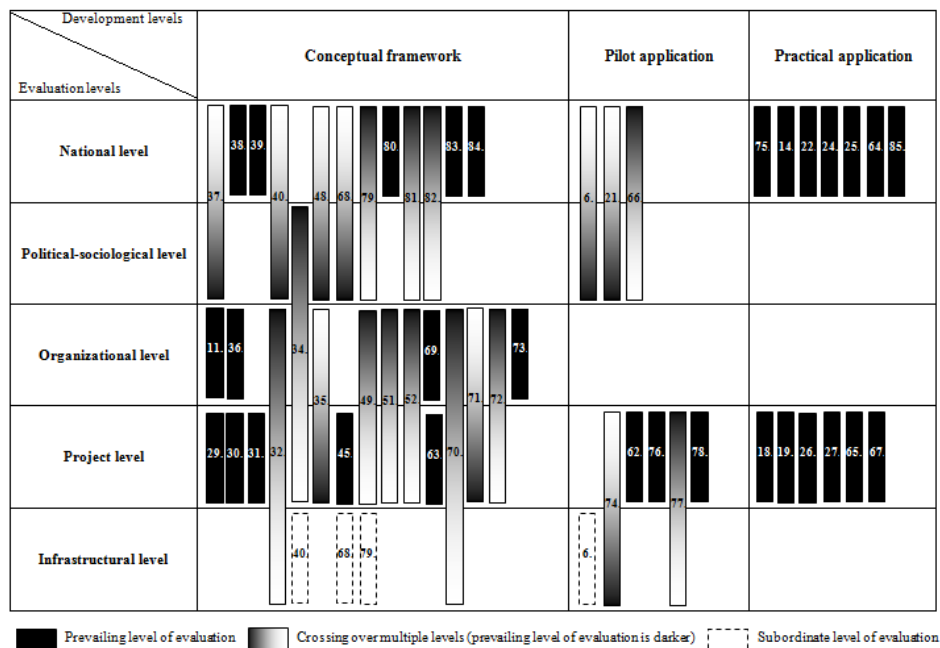 Development levels
Evaluation levels
Conceptual framework
Pilot application
Practical application
National level
37. 38. 39. 40. 48. 68. 79. 80. 81. 82. 83. 84. 6. 21. 66. 75. 14. 22. 24. 25. 64. 85.
Political-sociological level
Organizational level
11. 36. 34. 35. 49. 51. 52. 69. 71. 72. 73.
Project level
29. 30. 31. 32. 45. 63. 70. 74. 62. 76. 77. 78. 18. 19. 26. 27. 65. 67.
Infrastructural level
40. 68. 79. 6.
Prevailing level of evaluation
Crossing over multiple levels (prevailing level of evaluation is darker)
Subordinate level of evaluation